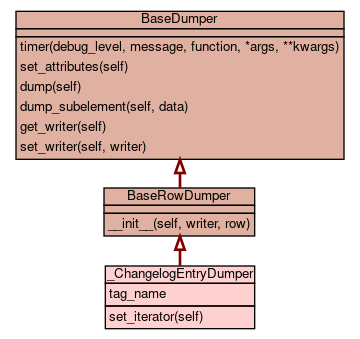 BaseDumper
timer(debug_level, message, function, *args, **kwargs)
set_attributes(self)
dump(self)
dump_subelement(self, data)
get_writer(self)
set_writer(self, writer)
BaseRowDumper
__init__(self, writer, row)
_ChangelogEntryDumper
tag_name
set_iterator(self)